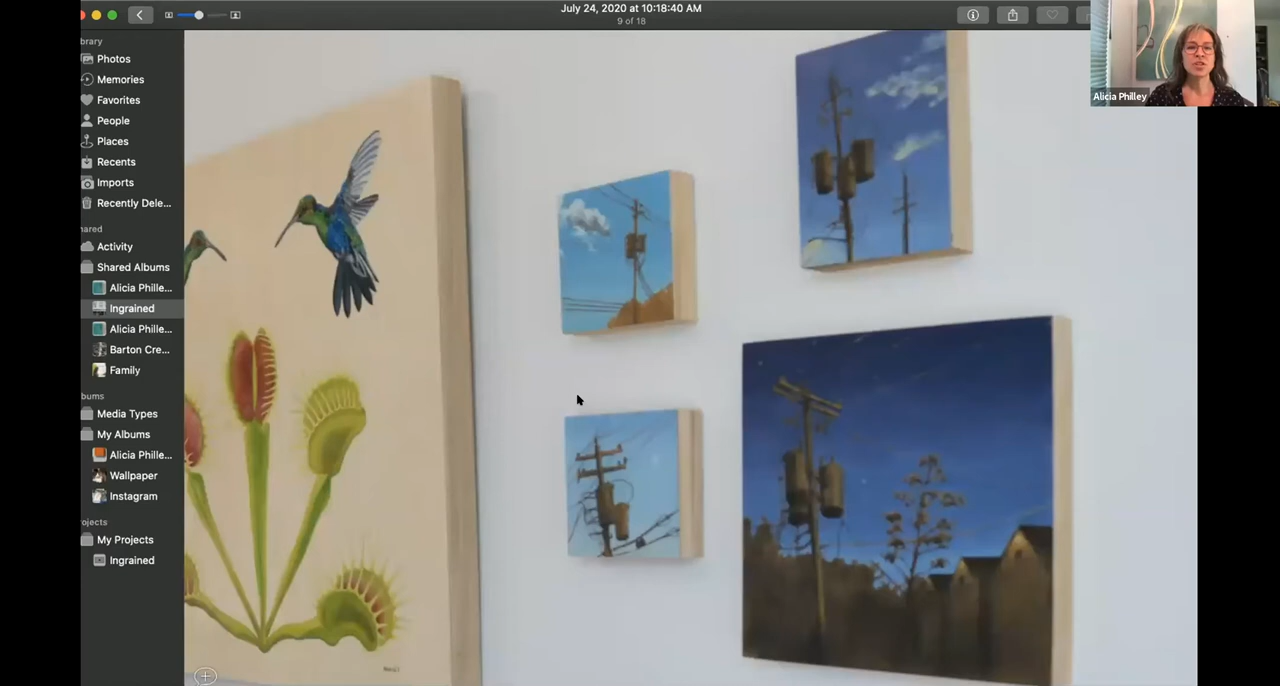 July 24, 2020 at 10:18:40 AM
9 of 18
brary
Photos
Memories
Favorites
People
Places
Recents
Imports
Recently Dele...
hared
Activity
Shared Albums
Alicia Phille...
Ingrained
Alicia Phille...
Barton Cre...
Family
bums
Media Types
My Albums
Alicia Phille...
Wallpaper
Instagram
ojects
My Projects
Ingrained
Alicia Philley